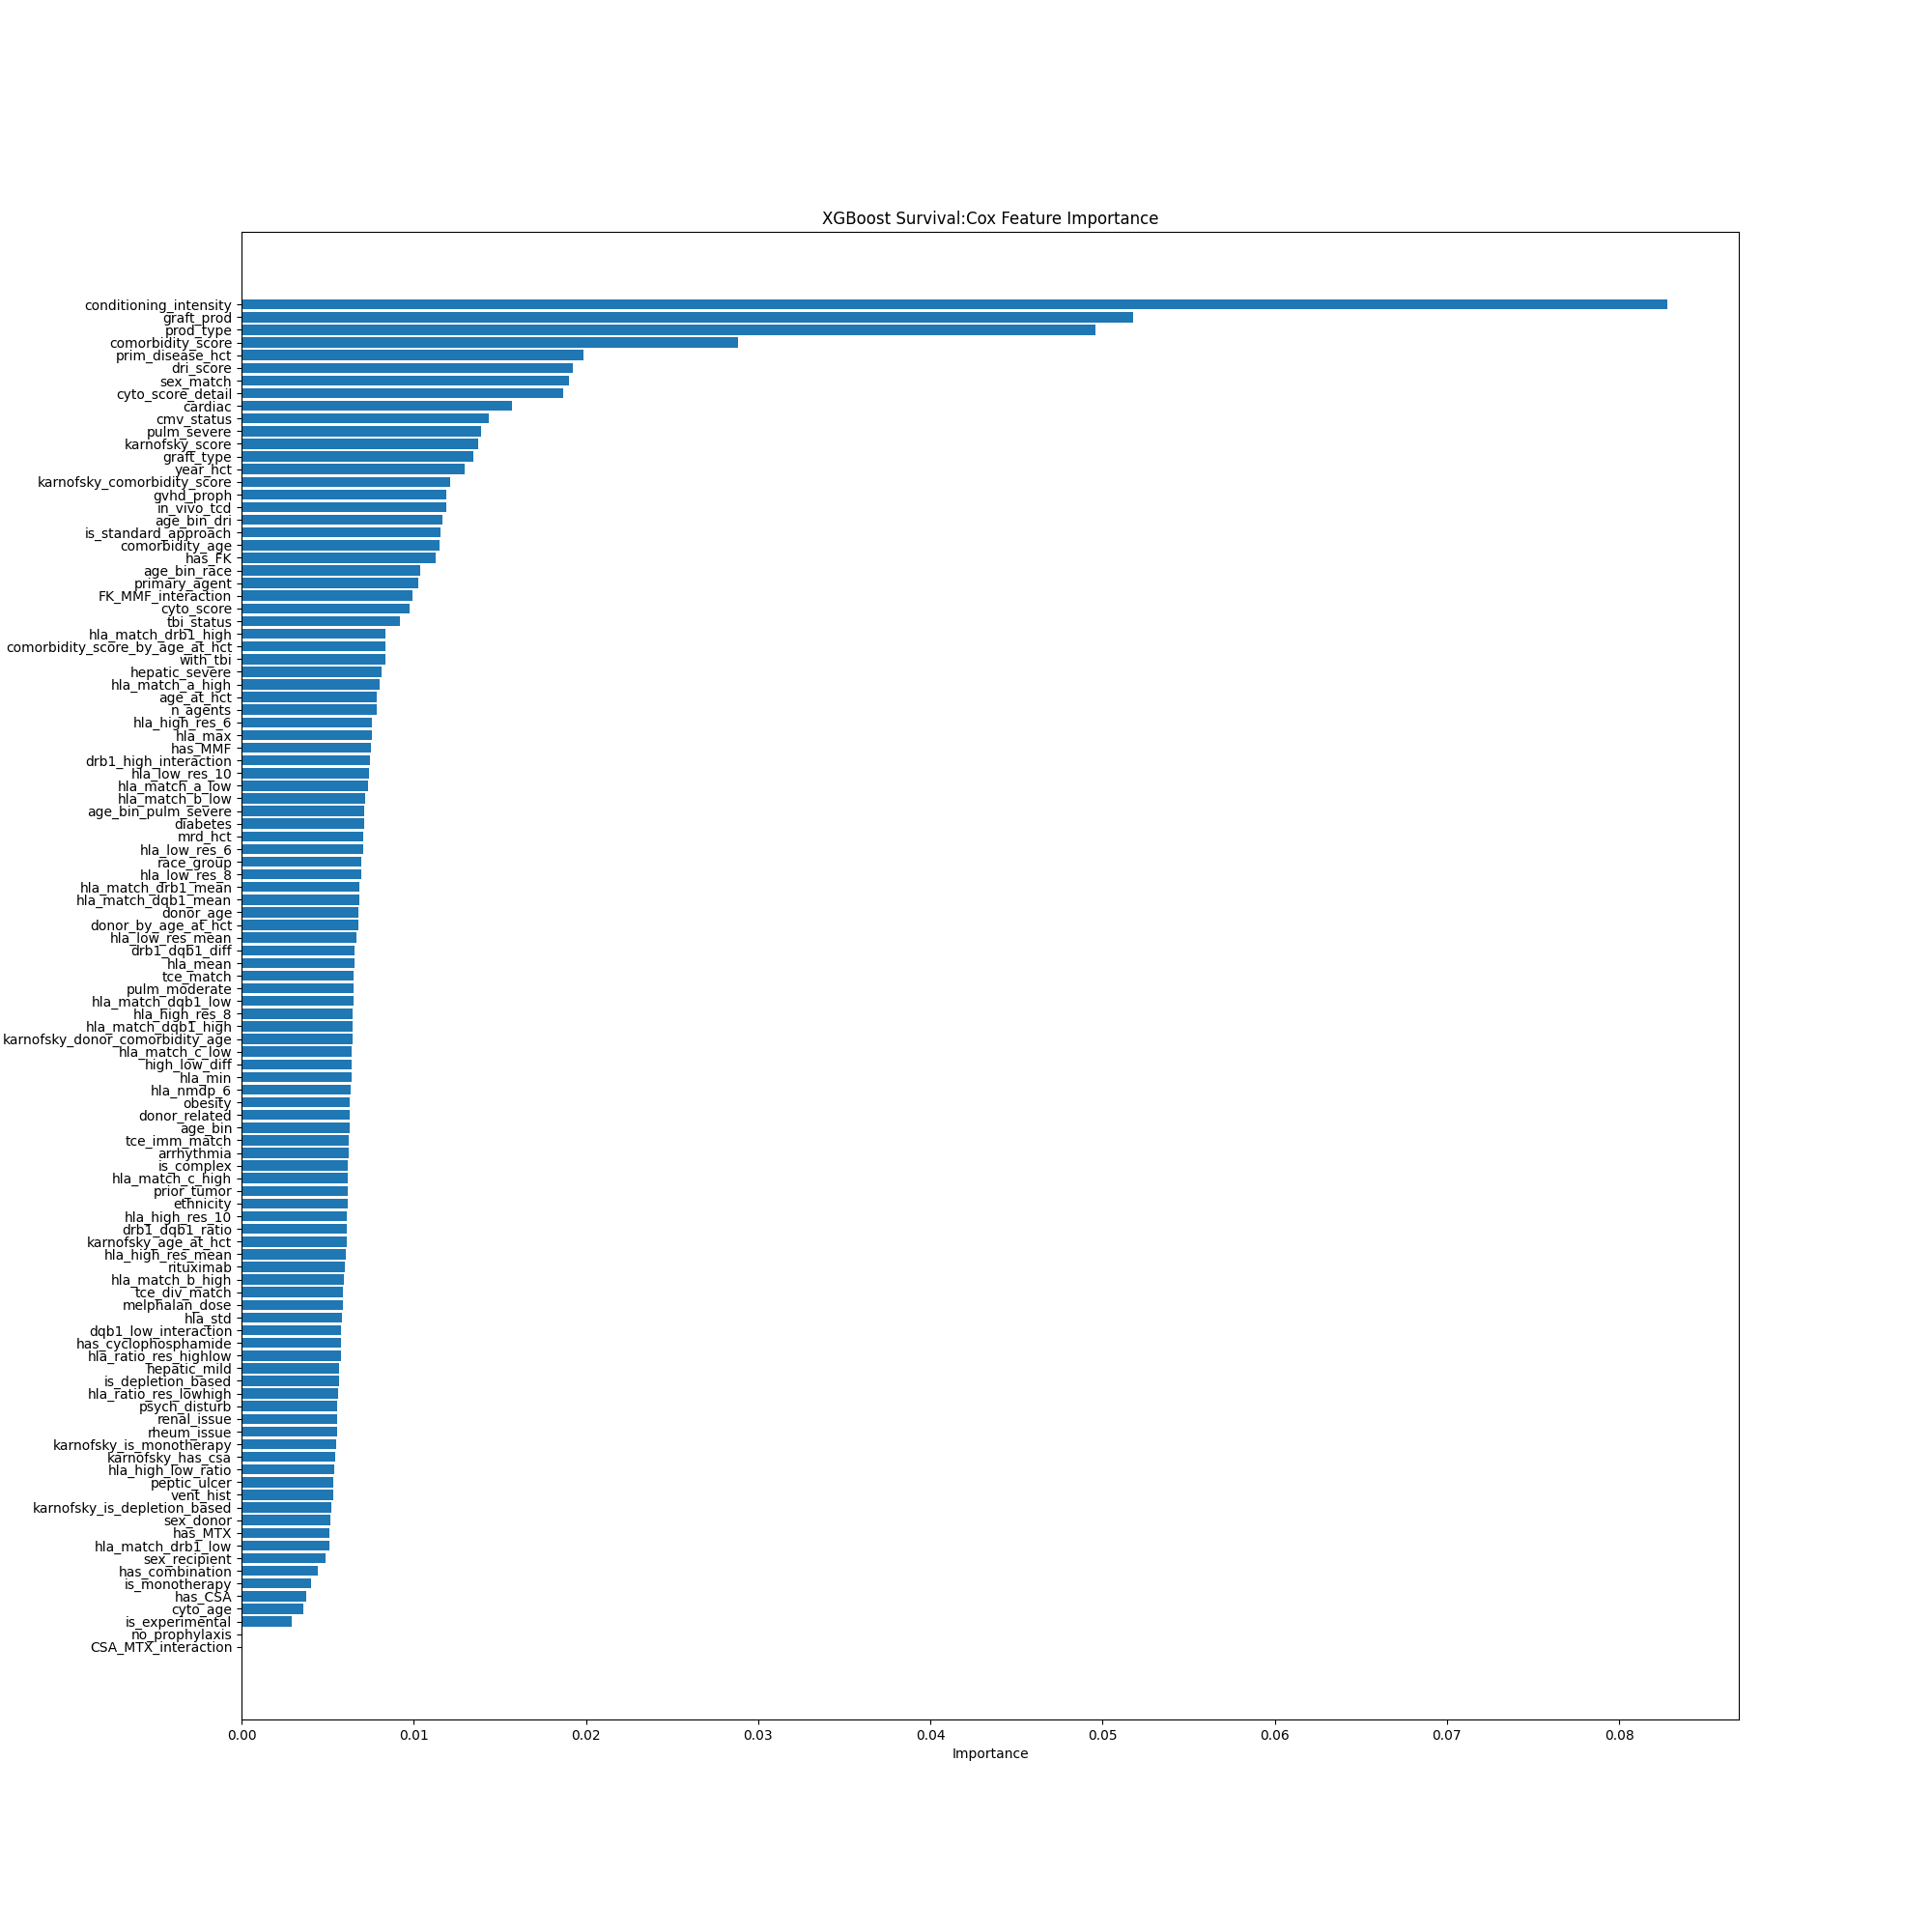 XGBoost Survival:Cox Feature Importance
conditioning_intensity
graft_prod
prod_type
comorbidity_score
prim_disease_hct
dri_score
sex_match
cyto_score_detail
cardiac
cmv_status
pulm_severe
karnofsky_score
graft_type
year_hct
karnofsky_comorbidity_score
gvhd_proph
in_vivo_tcd
age_bin_dri
is_standard_approach
comorbidity_age
has_FK
age_bin_race
primary_agent
FK_MMF_interaction
cyto_score
tbi_status
hla_match_drb1_high
comorbidity_score_by_age_at_hct
with_tbi
hepatic_severe
hla_match_a_high
age_at_hct
n_agents
hla_high_res_6
hla_max
has_MMF
drb1_high_interaction
hla_low_res_10
hla_match_a_low
hla_match_b_low
age_bin_pulm_severe
diabetes
mrd_hct
hla_low_res_6
race_group
hla_low_res_8
hla_match_drb1_mean
hla_match_dqb1_mean
donor_age
donor_by_age_at_hct
hla_low_res_mean
drb1_dqb1_diff
hla_mean
tce_match
pulm_moderate
hla_match_dqb1_low
hla_high_res_8
hla_match_dqb1_high
karnofsky_donor_comorbidity_age
hla_match_c_low
high_low_diff
hla_min
hla_nmdp_6
obesity
donor_related
age_bin
tce_imm_match
arrhythmia
is_complex
hla_match_c_high
prior_tumor
ethnicity
hla_high_res_10
drb1_dqb1_ratio
karnofsky_age_at_hct
hla_high_res_mean
rituximab
hla_match_b_high
tce_div_match
melphalan_dose
hla_std
dqb1_low_interaction
has_cyclophosphamide
hla_ratio_res_highlow
hepatic_mild
is_depletion_based
hla_ratio_res_lowhigh
psych_disturb
renal_issue
rheum_issue
karnofsky_is_monotherapy
karnofsky_has_csa
hla_high_low_ratio
peptic_ulcer
vent_hist
karnofsky_is_depletion_based
sex_donor
has_MTX
hla_match_drb1_low
sex_recipient
has_combination
is_monotherapy
has_CSA
cyto_age
is_experimental
no_prophylaxis
CSA_MTX_interaction
0.00 0.01 0.02 0.03 0.04 0.05 0.06 0.07 0.08
Importance